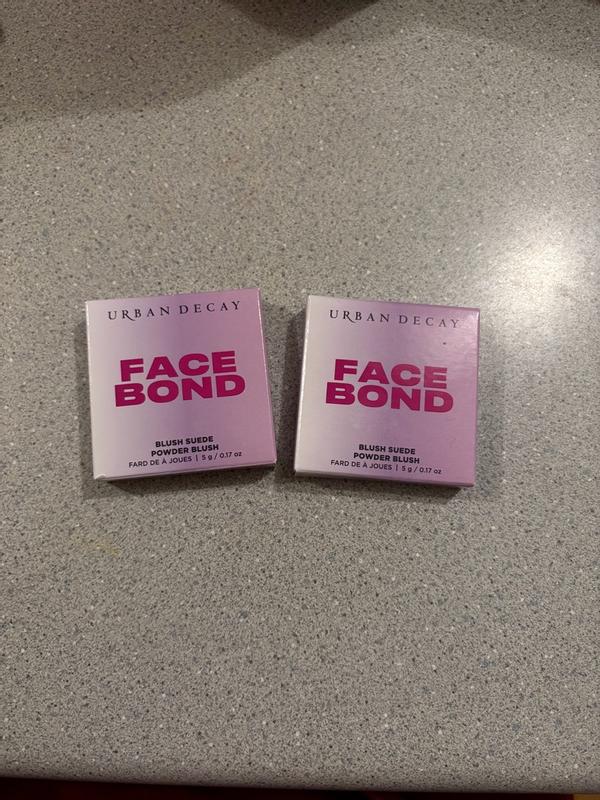 URBAN DECAY
FACE
BOND
BLUSH SUEDE
POWDER BLUSH
FARD DE À JOUES | 5 g / 0.17 oz
URBAN DECAY
FACE
BOND
BLUSH SUEDE
POWDER BLUSH
FARD DE À JOUES | 5 g / 0.17 oz